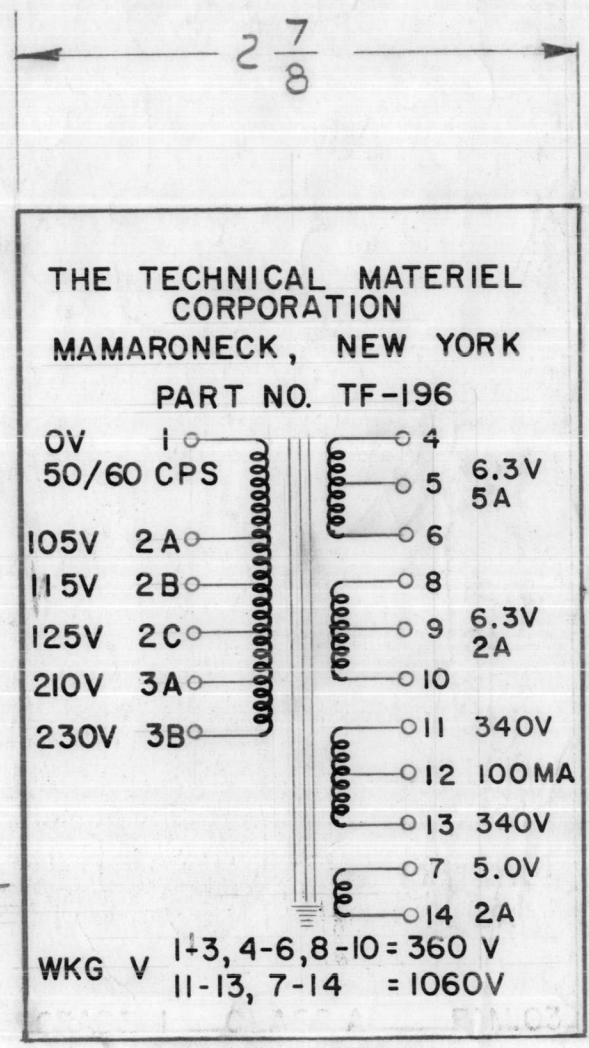 2 7/8
THE TECHNICAL MATERIEL
CORPORATION
MAMARONECK, NEW YORK
PART NO. TF-196
0V 1
50/60 CPS
105V 2A
115V 2B
125V 2C
210V 3A
230V 3B
4
5 6.3V
5A
6
8
9 6.3V
2A
10
11 340V
12 100MA
13 340V
7 5.0V
14 2A
WKG V 1-3, 4-6, 8-10 = 360 V
11-13, 7-14 = 1060V